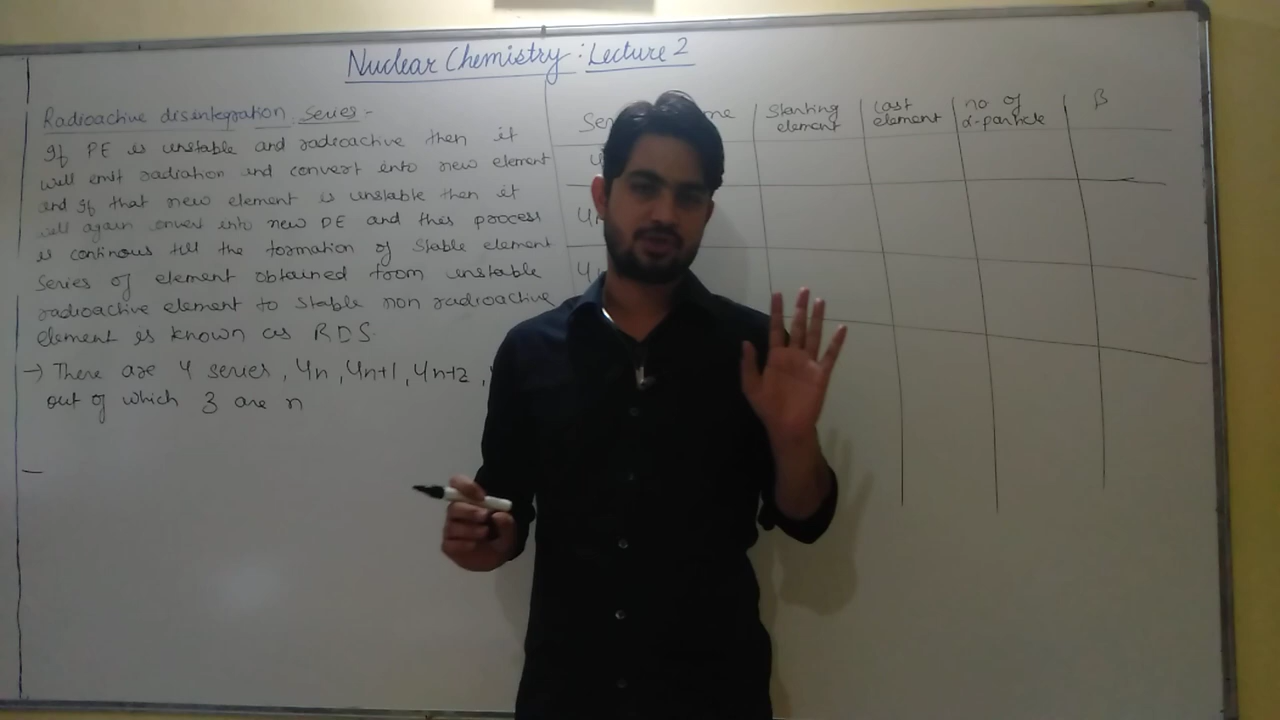 Nuclear Chemistry : Lecture 2
Radioactive disintegration Series -
If PE is unstable and radioactive then it
will emit radiation and convert into new element
and if that new element is unstable then it
will again convert into new DE and this process
is continous till the formation of Stable element
Series of element obtained from unstable
radioactive element to stable non radioactive
element is known as RDS.
→ There are 4 series, 4n, 4n+1, 4n+2,
out of which 3 are n
Ser me Starting element Last element no of α-particle β
4n
4n